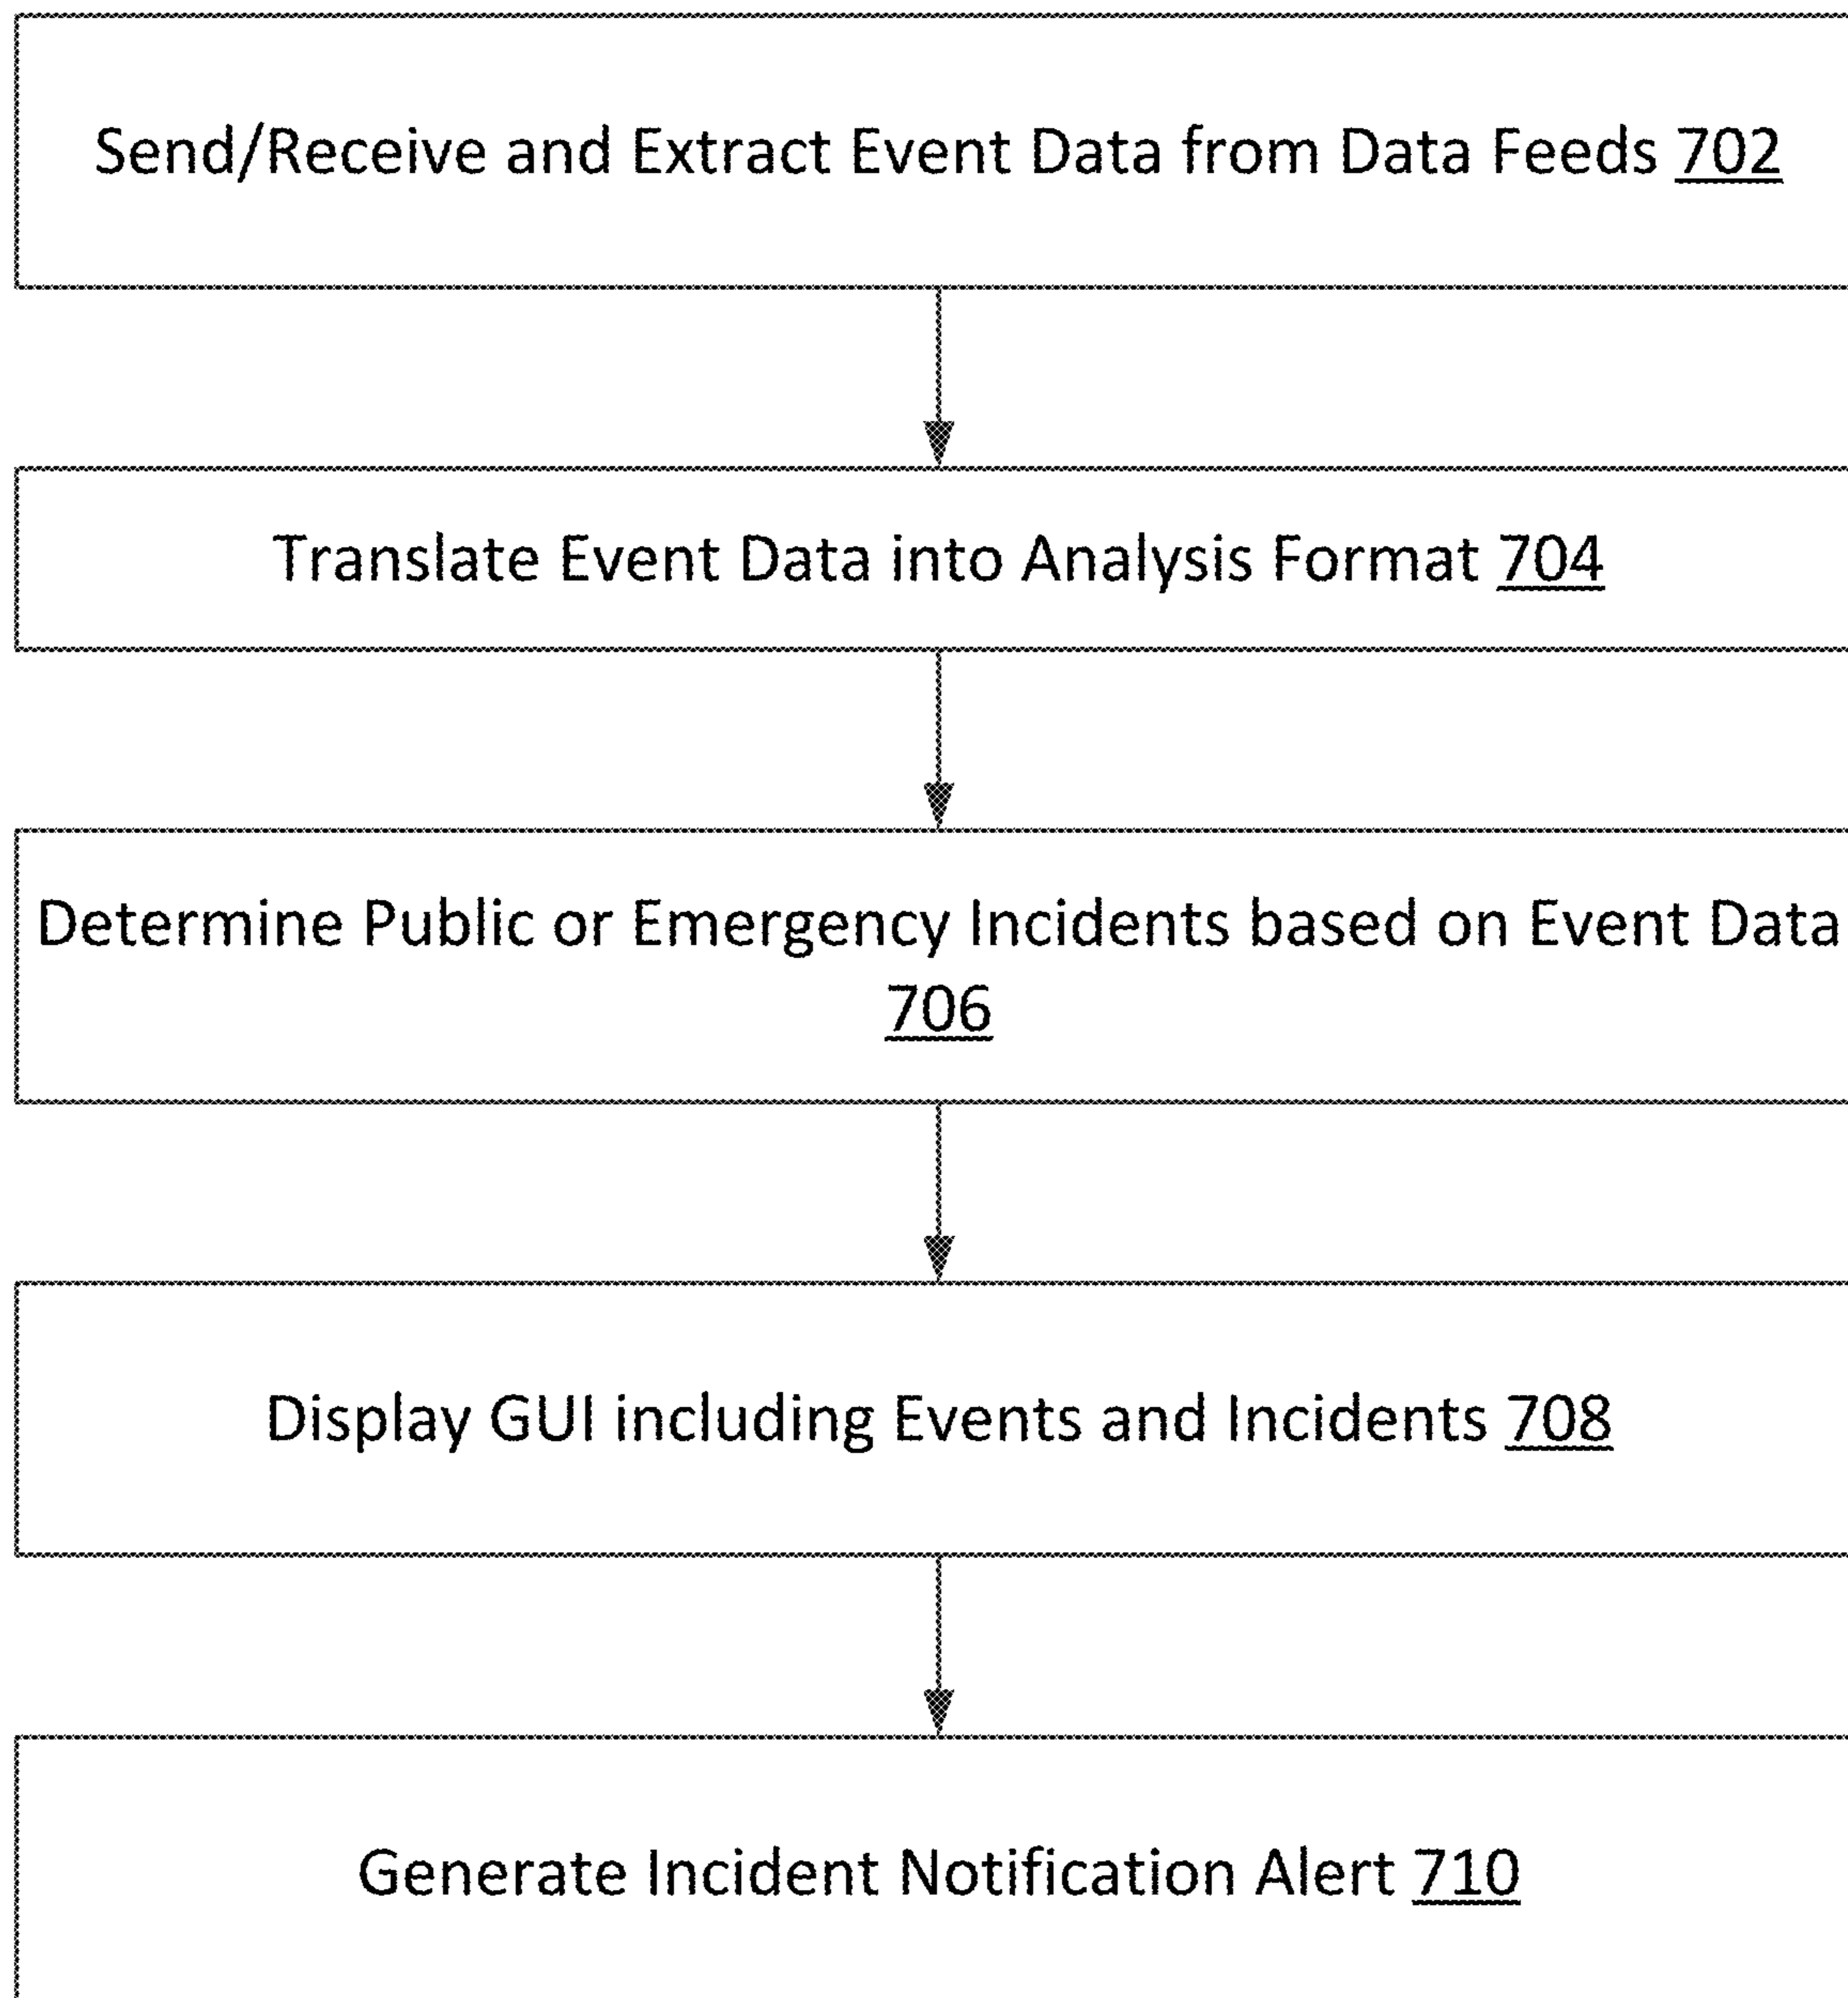 Send/Receive and Extract Event Data from Data Feeds 702
Translate Event Data into Analysis Format 704
Determine Public or Emergency Incidents based on Event Data
706
Display GUI including Events and Incidents 708
Generate Incident Notification Alert 710